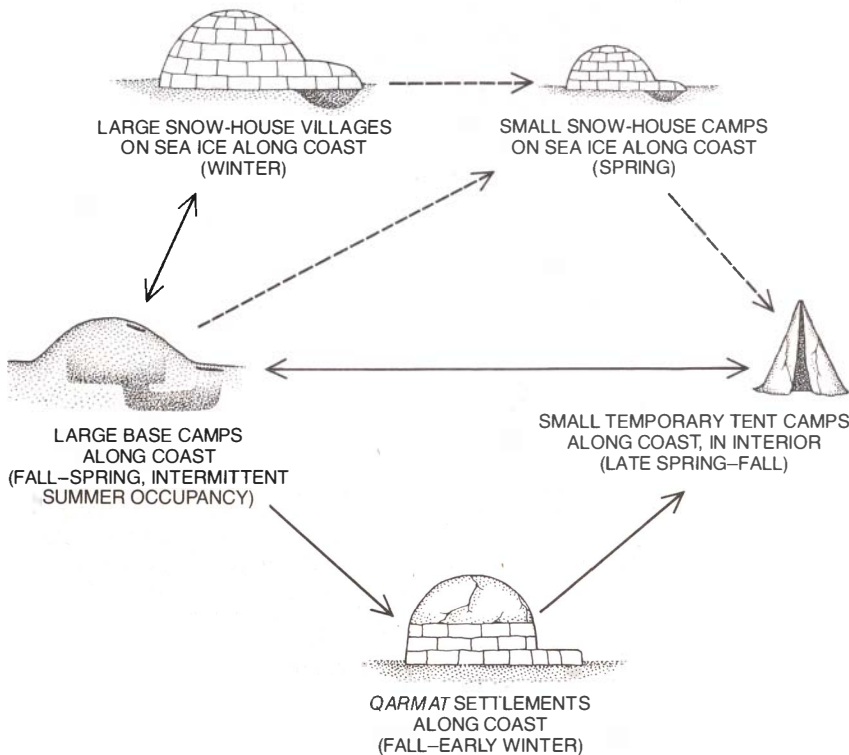 LARGE SNOW-HOUSE VILLAGES
ON SEA ICE ALONG COAST
(WINTER)
SMALL SNOW-HOUSE CAMPS
ON SEA ICE ALONG COAST
(SPRING)
LARGE BASE CAMPS
ALONG COAST
(FALL–SPRING, INTERMITTENT
SUMMER OCCUPANCY)
SMALL TEMPORARY TENT CAMPS
ALONG COAST, IN INTERIOR
(LATE SPRING–FALL)
QARMAT SETTLEMENTS
ALONG COAST
(FALL–EARLY WINTER)